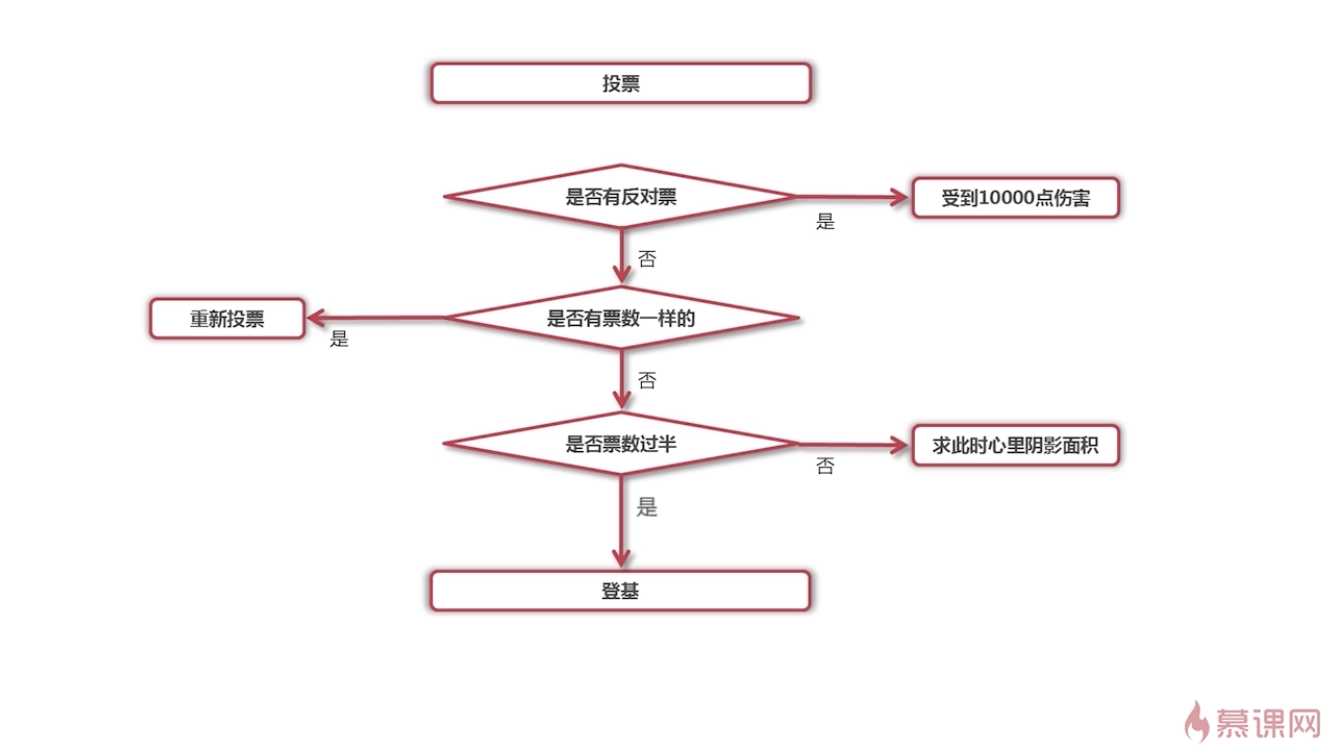 投票
是否有反对票
是
受到10000点伤害
否
重新投票
是
是否有票数一样的
否
是否票数过半
否
求此时心里阴影面积
是
登基
慕课网